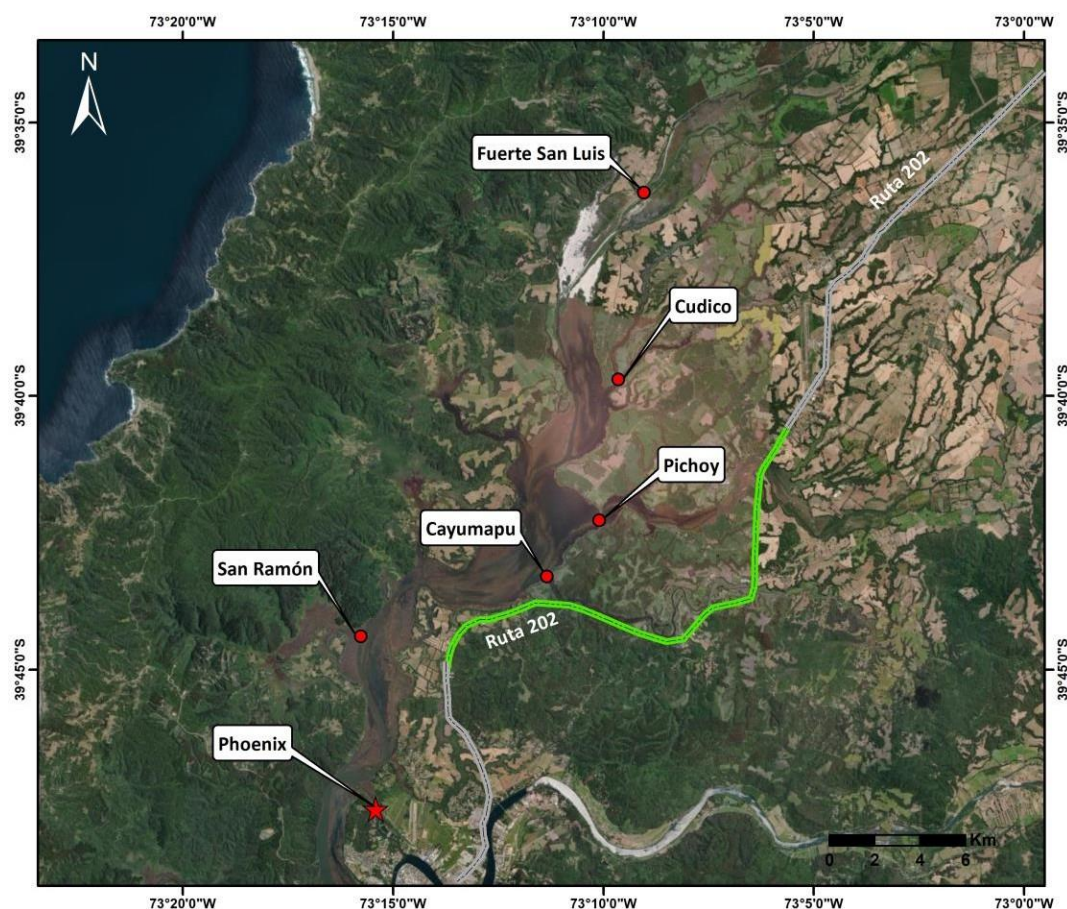 73°20'0"W 73°15'0"W 73°10'0"W 73°5'0"W 73°0'0"W
N
39°35'0"S 39°35'0"S
Fuerte San Luis
Ruta 202
Cudico
39°40'0"S 39°40'0"S
Pichoy
Cayumapu
San Ramón
Ruta 202
39°45'0"S 39°45'0"S
Phoenix
Km
0 2 4 6
73°20'0"W 73°15'0"W 73°10'0"W 73°5'0"W 73°0'0"W